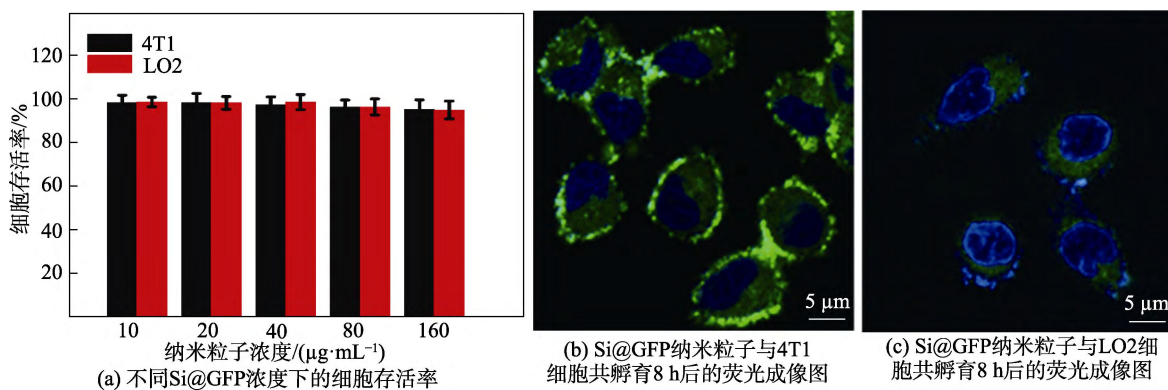 120
100
80
60
40
20
细胞存活率/%
4T1
LO2
10 20 40 80 160
纳米粒子浓度/(μg·mL⁻¹)
(a) 不同Si@GFP浓度下的细胞存活率
5 μm
(b) Si@GFP纳米粒子与4T1
细胞共孵育8 h后的荧光成像图
5 μm
(c) Si@GFP纳米粒子与LO2细
胞共孵育8 h后的荧光成像图